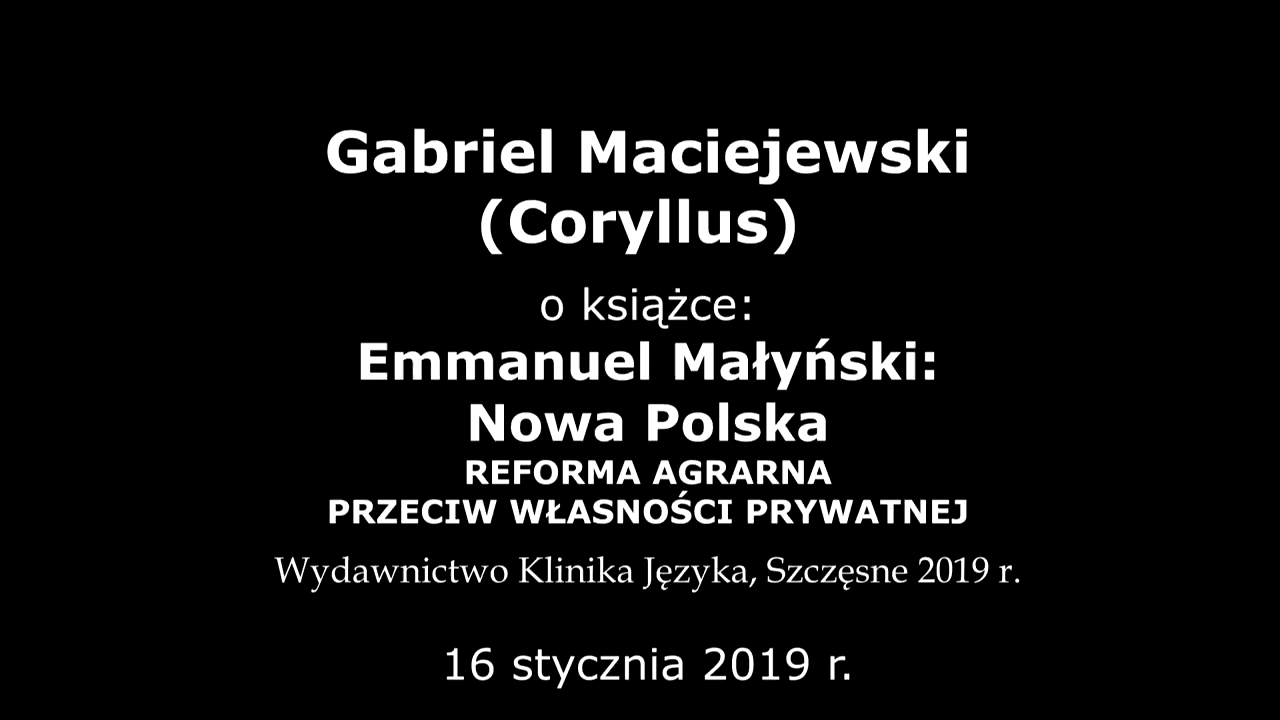 Gabriel Maciejewski
(Coryllus)
o książce:
Emmanuel Małyński:
Nowa Polska
REFORMA AGRARNA
PRZECIW WŁASNOŚCI PRYWATNEJ
Wydawnictwo Klinika Języka, Szczęsne 2019 r.
16 stycznia 2019 r.